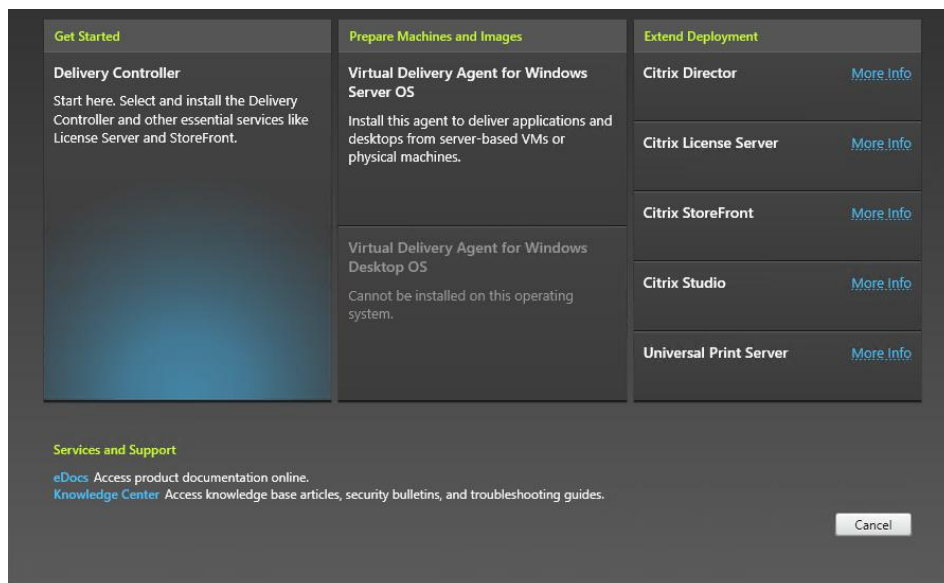 Get Started
Delivery Controller
Start here. Select and install the Delivery
Controller and other essential services like
License Server and StoreFront.
Prepare Machines and Images
Virtual Delivery Agent for Windows
Server OS
Install this agent to deliver applications and
desktops from server-based VMs or
physical machines.
Virtual Delivery Agent for Windows
Desktop OS
Cannot be installed on this operating
system.
Extend Deployment
Citrix Director More Info
Citrix License Server More Info
Citrix StoreFront More Info
Citrix Studio More Info
Universal Print Server More Info
Services and Support
eDocs Access product documentation online.
Knowledge Center Access knowledge base articles, security bulletins, and troubleshooting guides.
Cancel